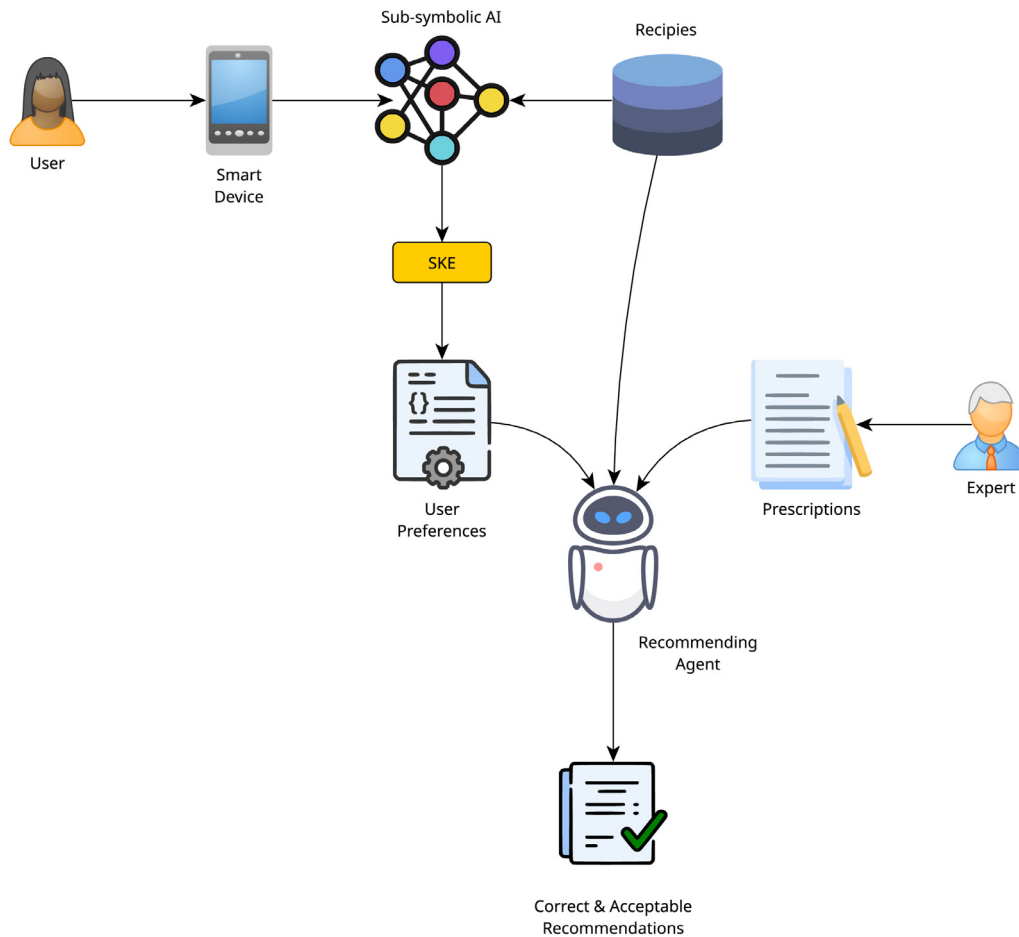 Sub-symbolic AI
Recipies
User
Smart
Device
SKE
{}
User
Preferences
Prescriptions
Expert
Recommending
Agent
Correct & Acceptable
Recommendations